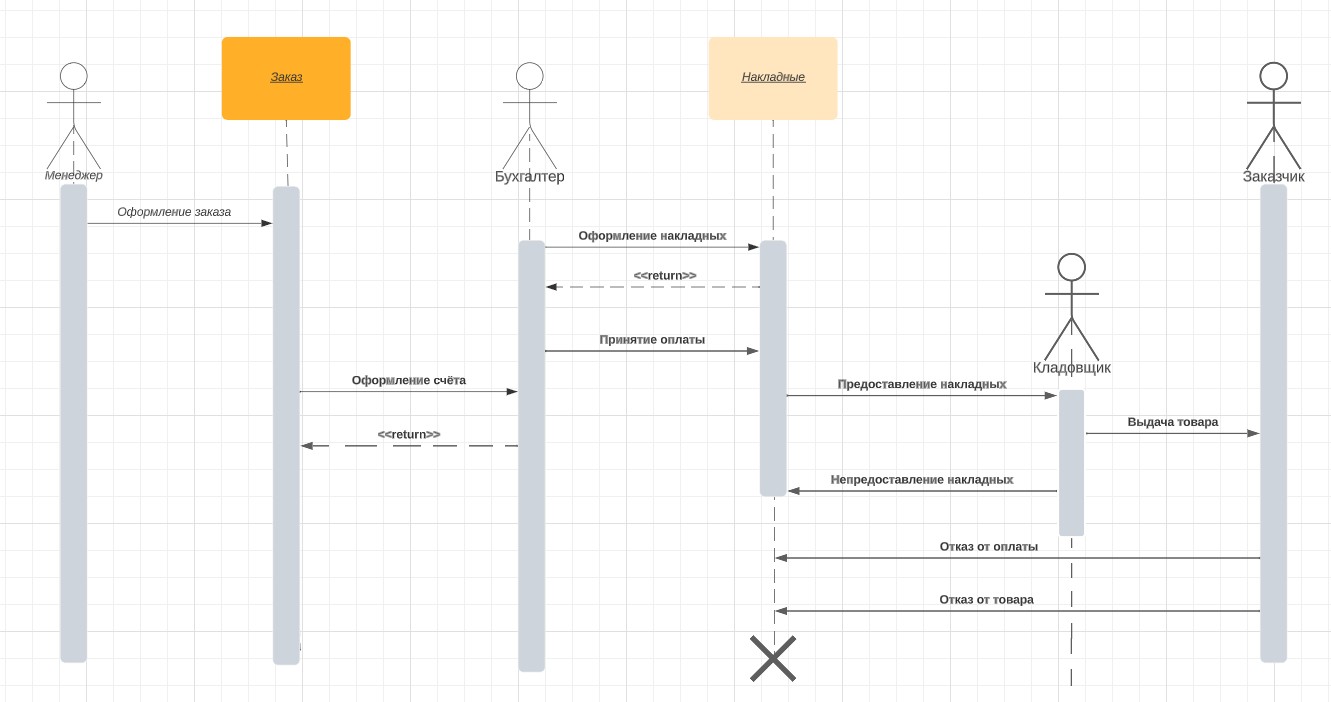 Заказ
Накладные
Менеджер
Бухгалтер
Заказчик
Оформление заказа
Оформление накладных
<<return>>
Принятие оплаты
Кладовщик
Оформление счёта
Предоставление накладных
Выдача товара
<<return>>
Непредоставление накладных
Отказ от оплаты
Отказ от товара